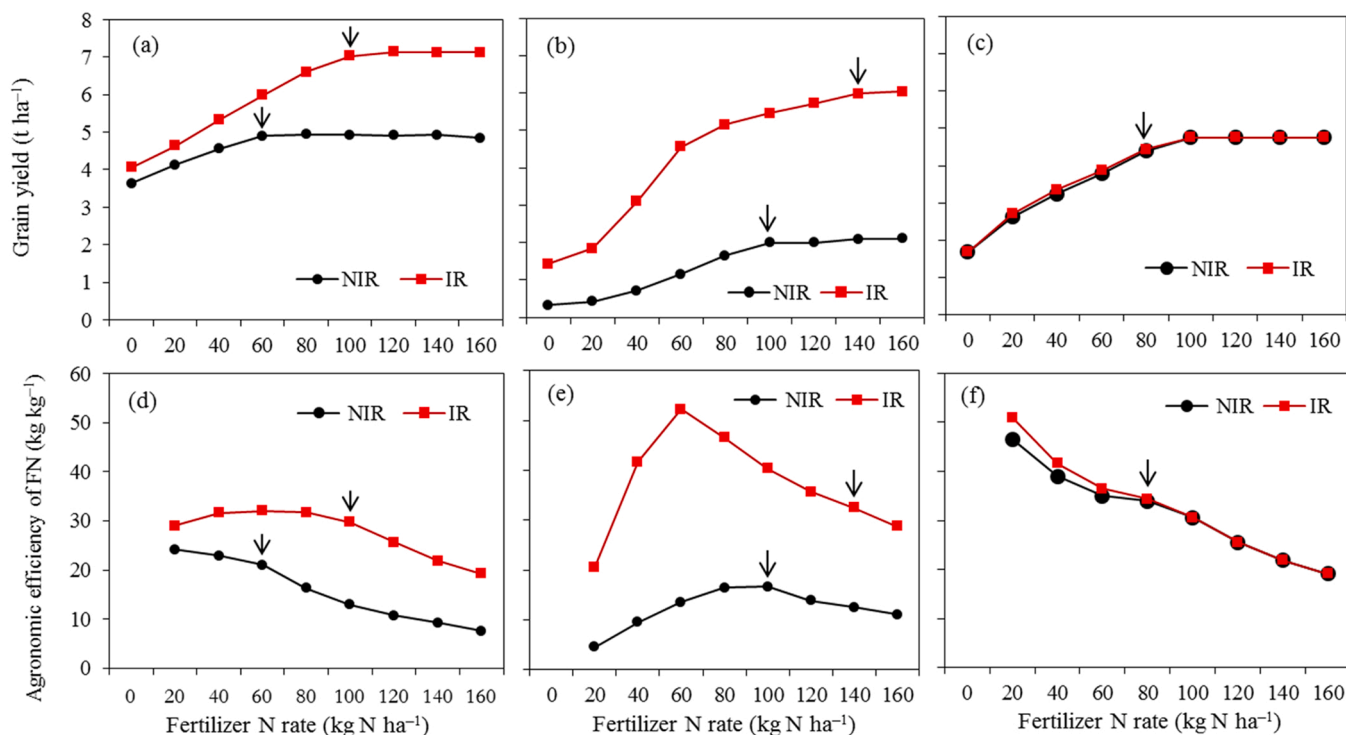 Grain yield (t ha⁻¹)
8
7
6
5
4
3
2
1
0
(a)
NIR IR
0 20 40 60 80 100 120 140 160
(b)
NIR IR
0 20 40 60 80 100 120 140 160
(c)
NIR IR
0 20 40 60 80 100 120 140 160
Agronomic efficiency of FN (kg kg⁻¹)
60
50
40
30
20
10
0
(d)
NIR IR
0 20 40 60 80 100 120 140 160
Fertilizer N rate (kg N ha⁻¹)
(e)
NIR IR
0 20 40 60 80 100 120 140 160
Fertilizer N rate (kg N ha⁻¹)
(f)
NIR IR
0 20 40 60 80 100 120 140 160
Fertilizer N rate (kg N ha⁻¹)